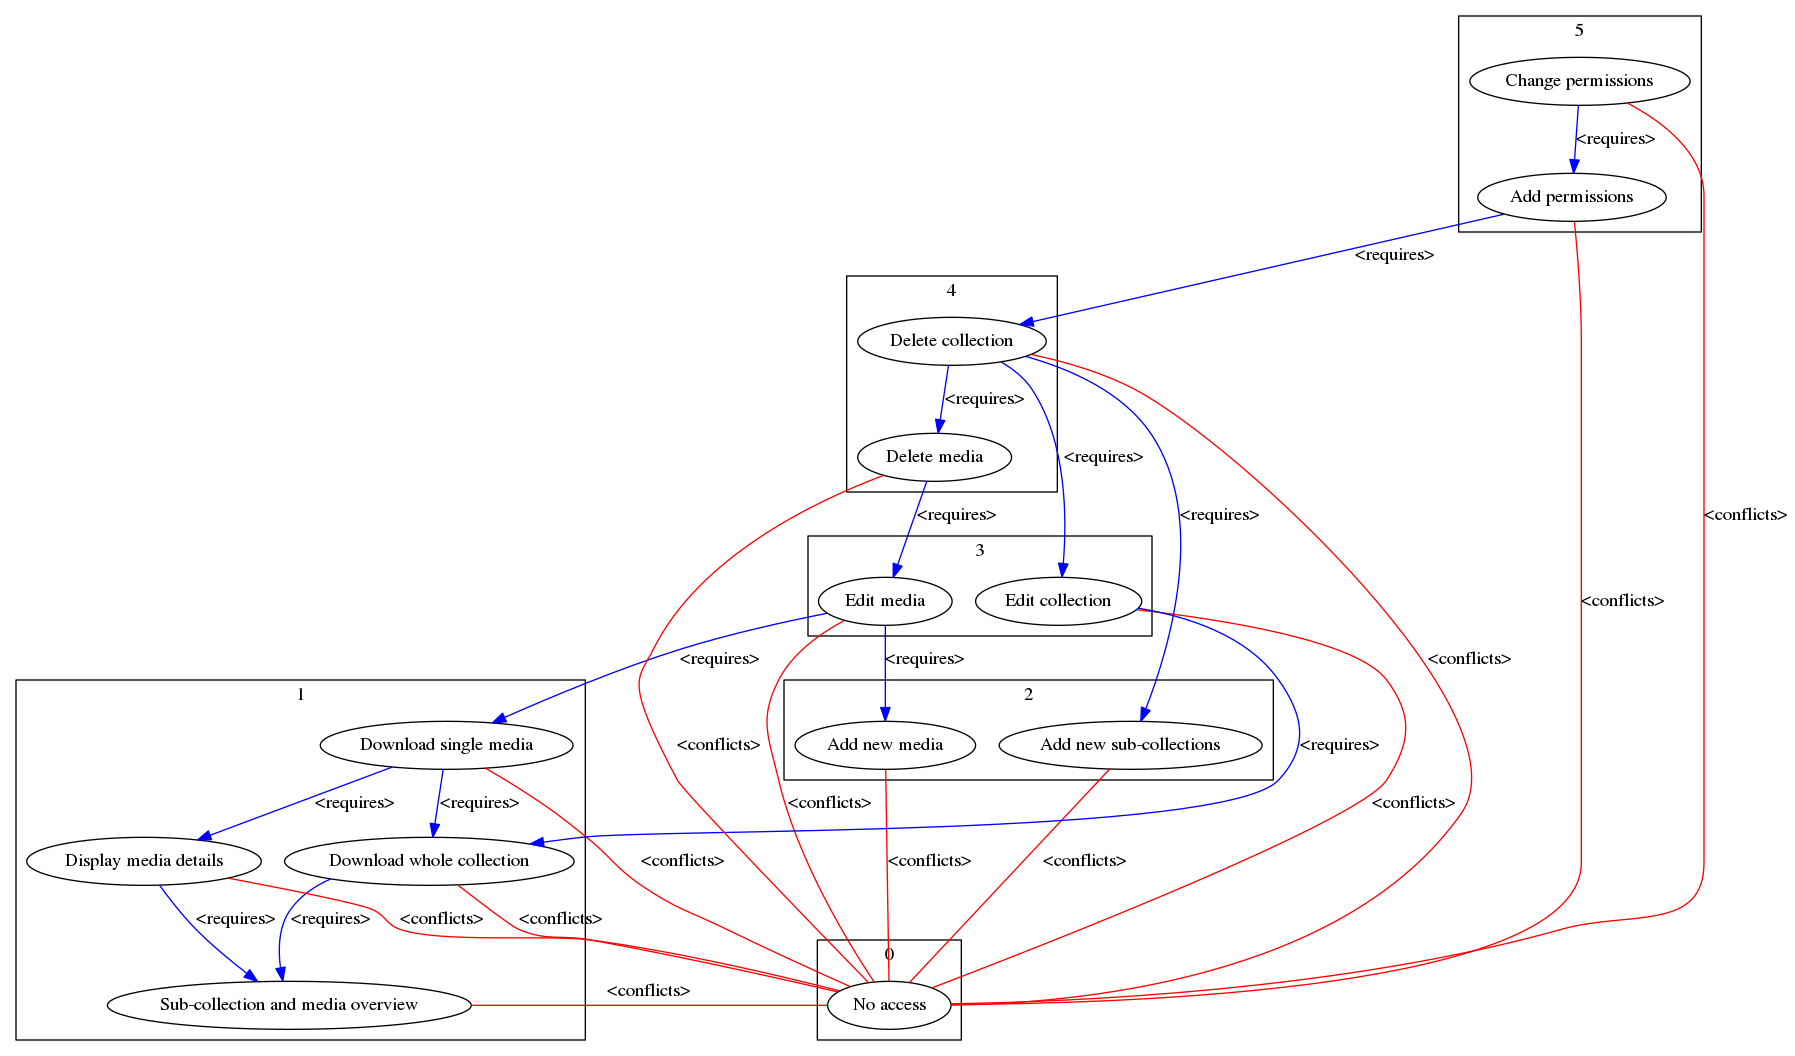 5
Change permissions
<requires>
Add permissions
<requires>
4
Delete collection
<requires>
Delete media
<requires>
<requires>
<requires>
<conflicts>
3
Edit media
Edit collection
<conflicts>
<requires>
<requires>
<conflicts>
1
2
Download single media
<conflicts>
Add new media
Add new sub-collections
<requires>
<requires>
<requires>
<conflicts>
<conflicts>
Display media details
Download whole collection
<conflicts>
<conflicts>
<conflicts>
<requires>
<requires>
<conflicts>
<conflicts>
0
Sub-collection and media overview
<conflicts>
No access